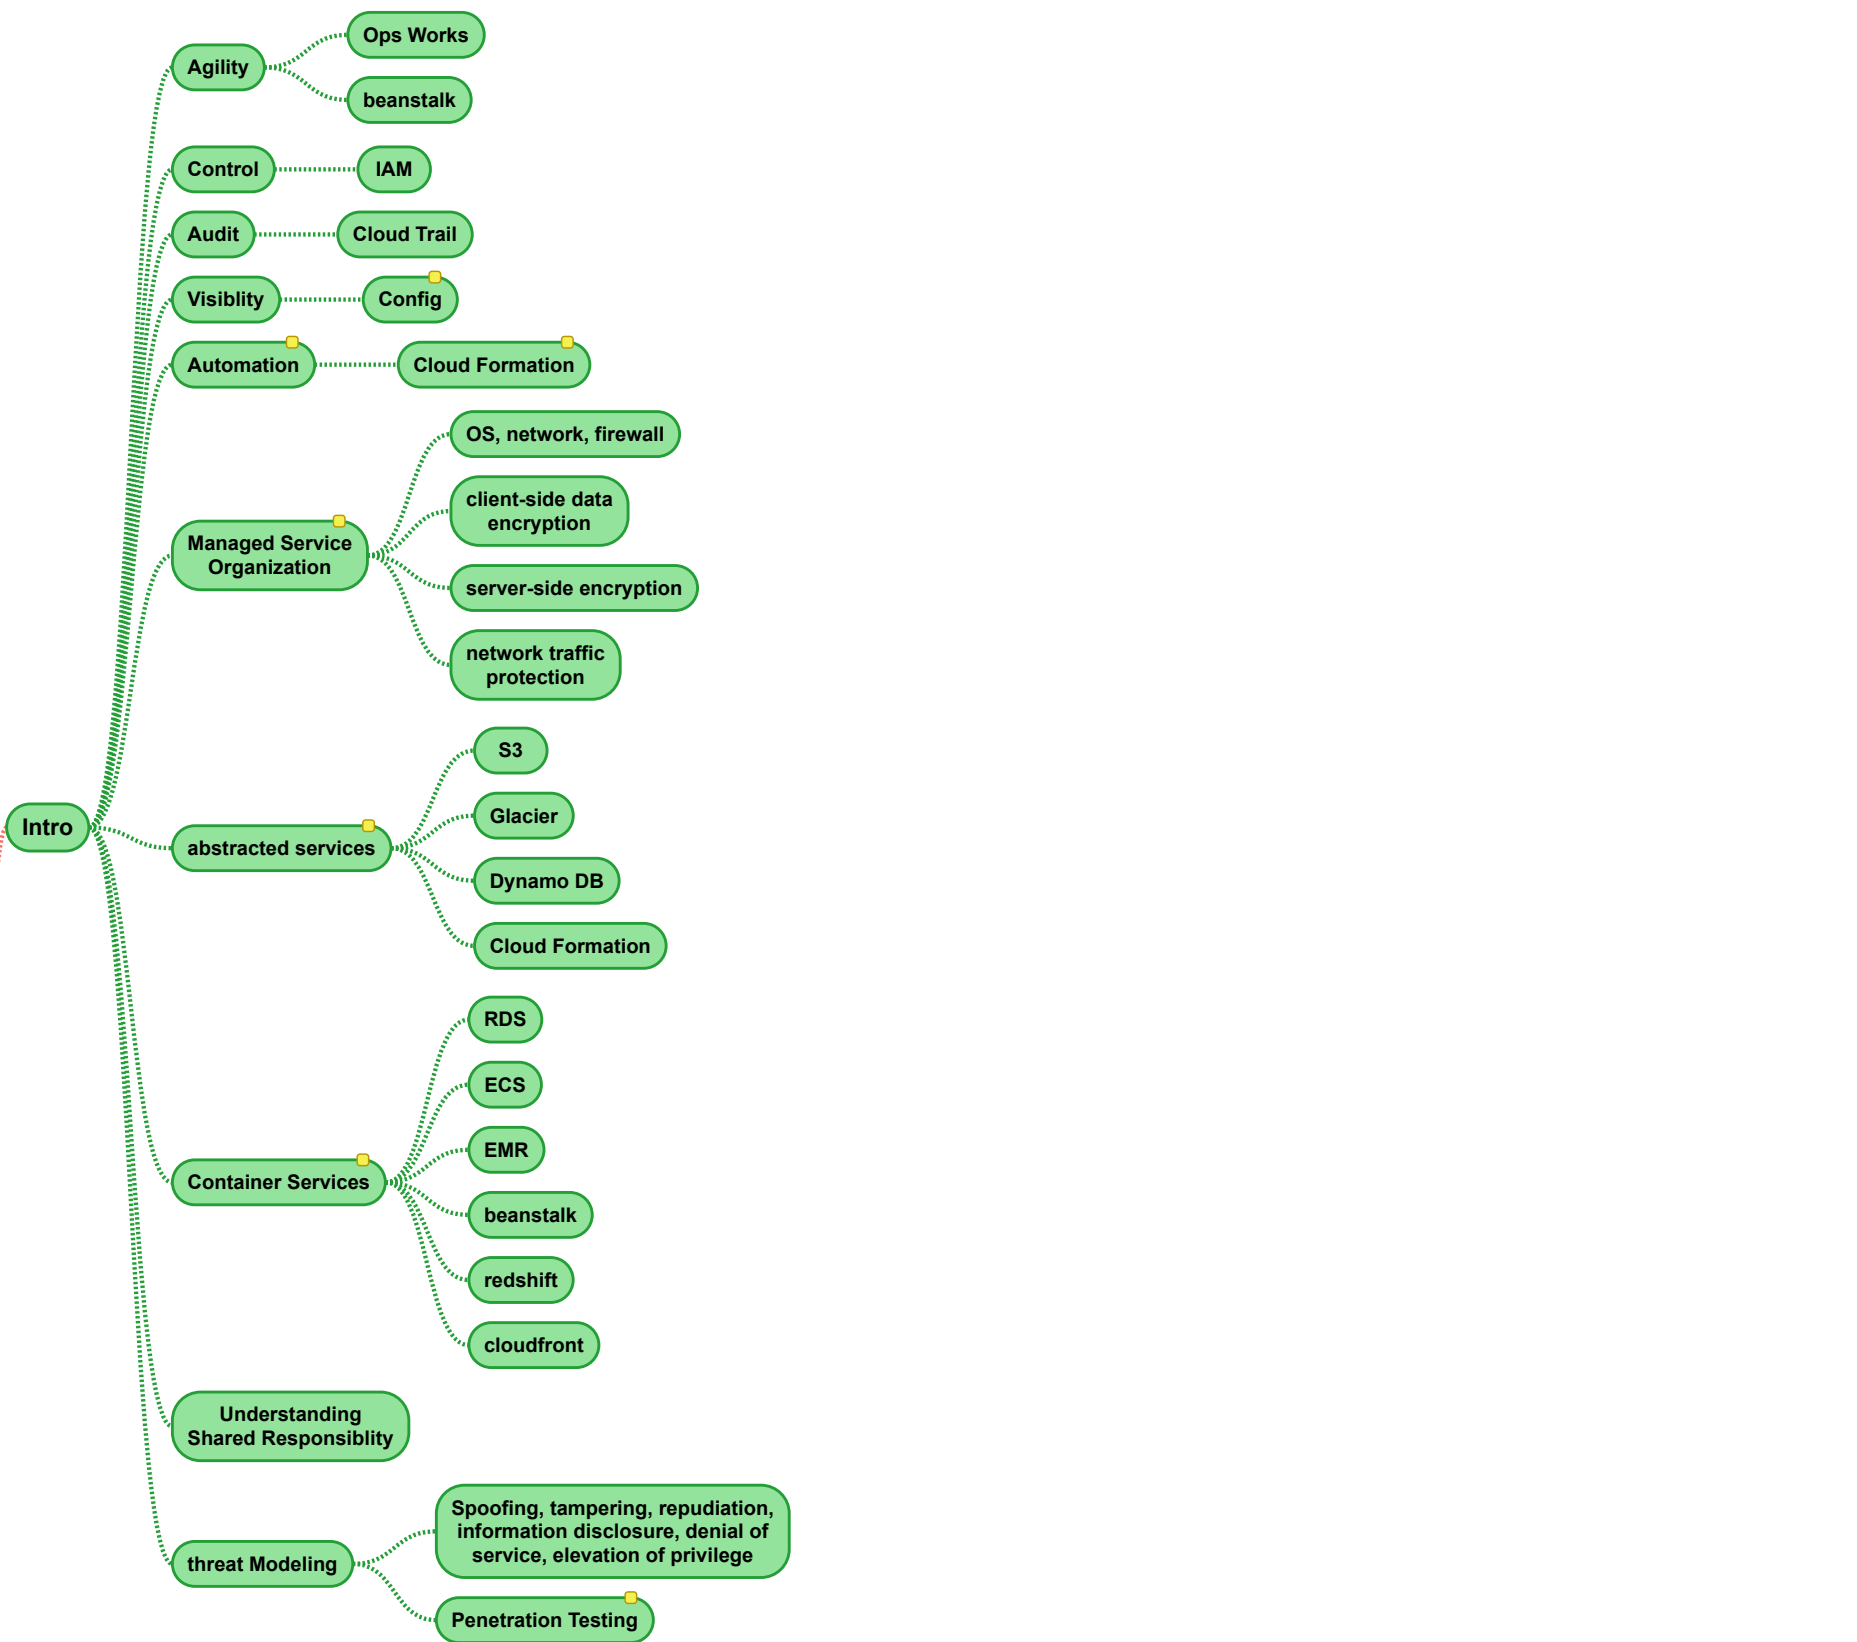 Ops Works
Agility
beanstalk
Control
IAM
Audit
Cloud Trail
Visiblity
Config
Automation
Cloud Formation
OS, network, firewall
client-side data
encryption
Managed Service
Organization
server-side encryption
network traffic
protection
S3
Glacier
Intro
abstracted services
Dynamo DB
Cloud Formation
RDS
ECS
EMR
Container Services
beanstalk
redshift
cloudfront
Understanding
Shared Responsiblity
Spoofing, tampering, repudiation,
information disclosure, denial of
service, elevation of privilege
threat Modeling
Penetration Testing